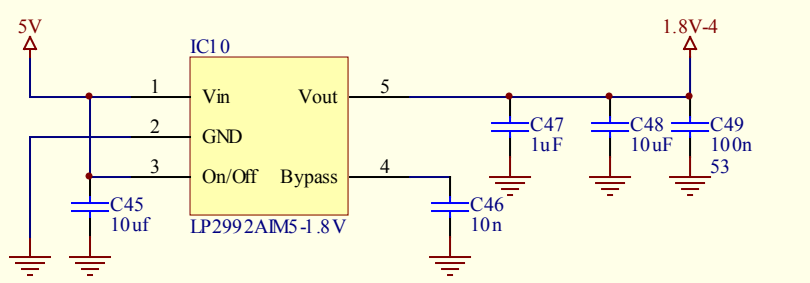 5V
1.8V-4
IC10
1
Vin
Vout
5
2
GND
3
On/Off
Bypass
4
LP2992AIM5-1.8V
C45
10uf
C46
10n
C47
1uF
C48
10uF
C49
100n
53